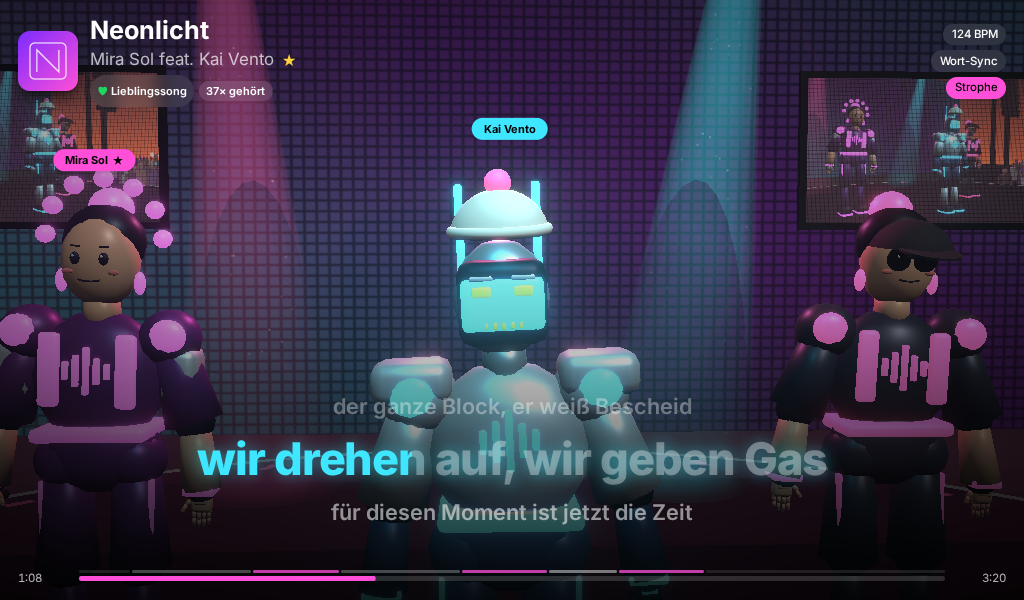 Neonlicht
Mira Sol feat. Kai Vento ★
Lieblingssong
37× gehört
124 BPM
Wort-Sync
Strophe
Kai Vento
Mira Sol ★
der ganze Block, er weiß Bescheid
wir drehen auf, wir geben Gas
für diesen Moment ist jetzt die Zeit
1:08
3:20